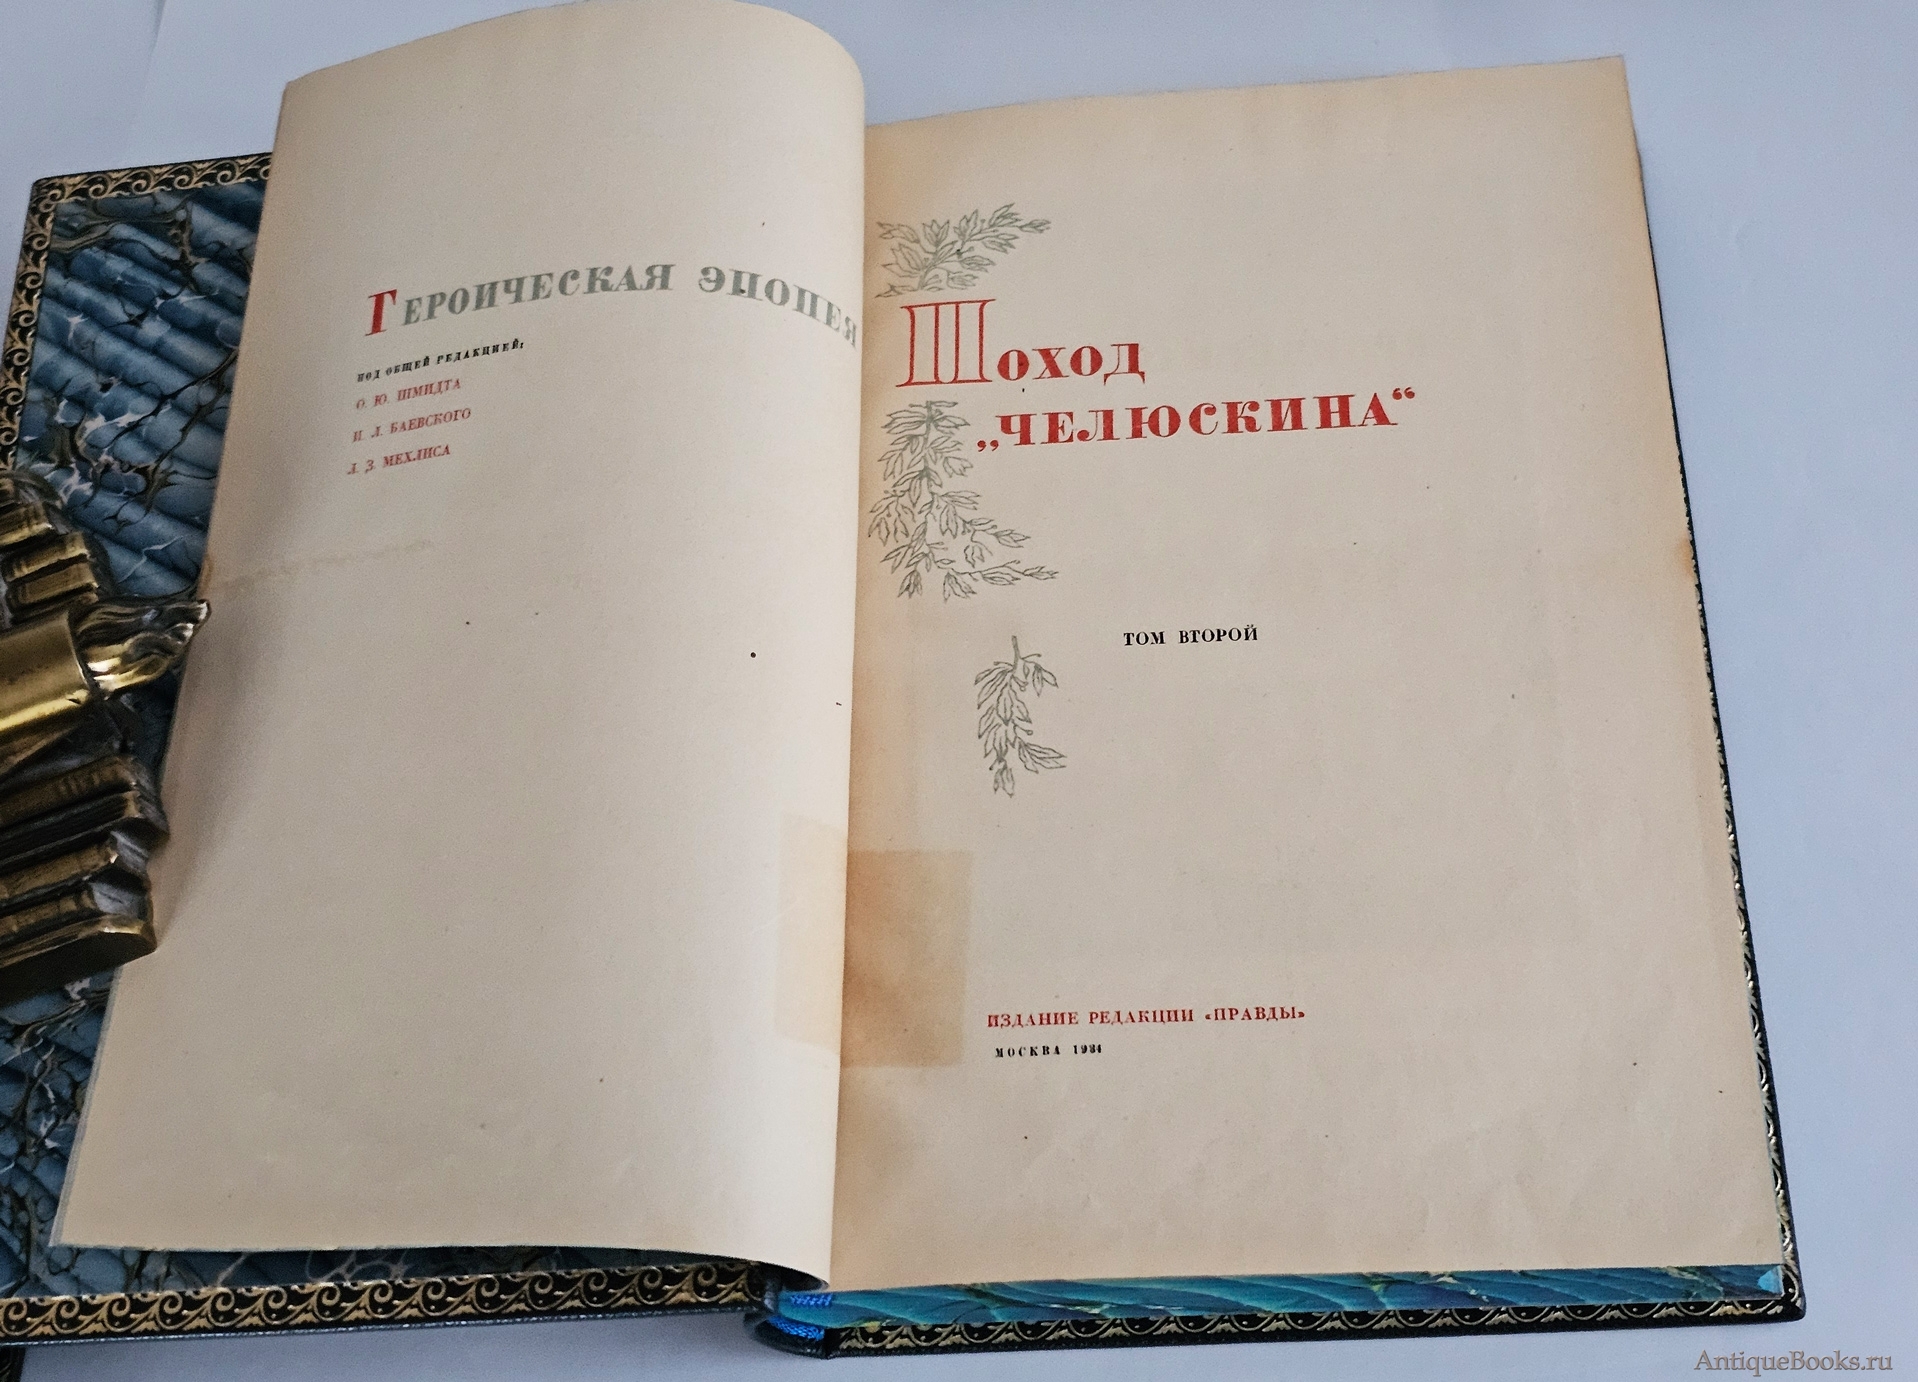 Героическая эпопея
под общей редакцией:
О. Ю. Шмидта
И. Л. Баевского
Л. З. Мехлиса
Поход
„Челюскина“
том второй
издание редакции «Правды»
Москва 1934
AntiqueBooks.ru